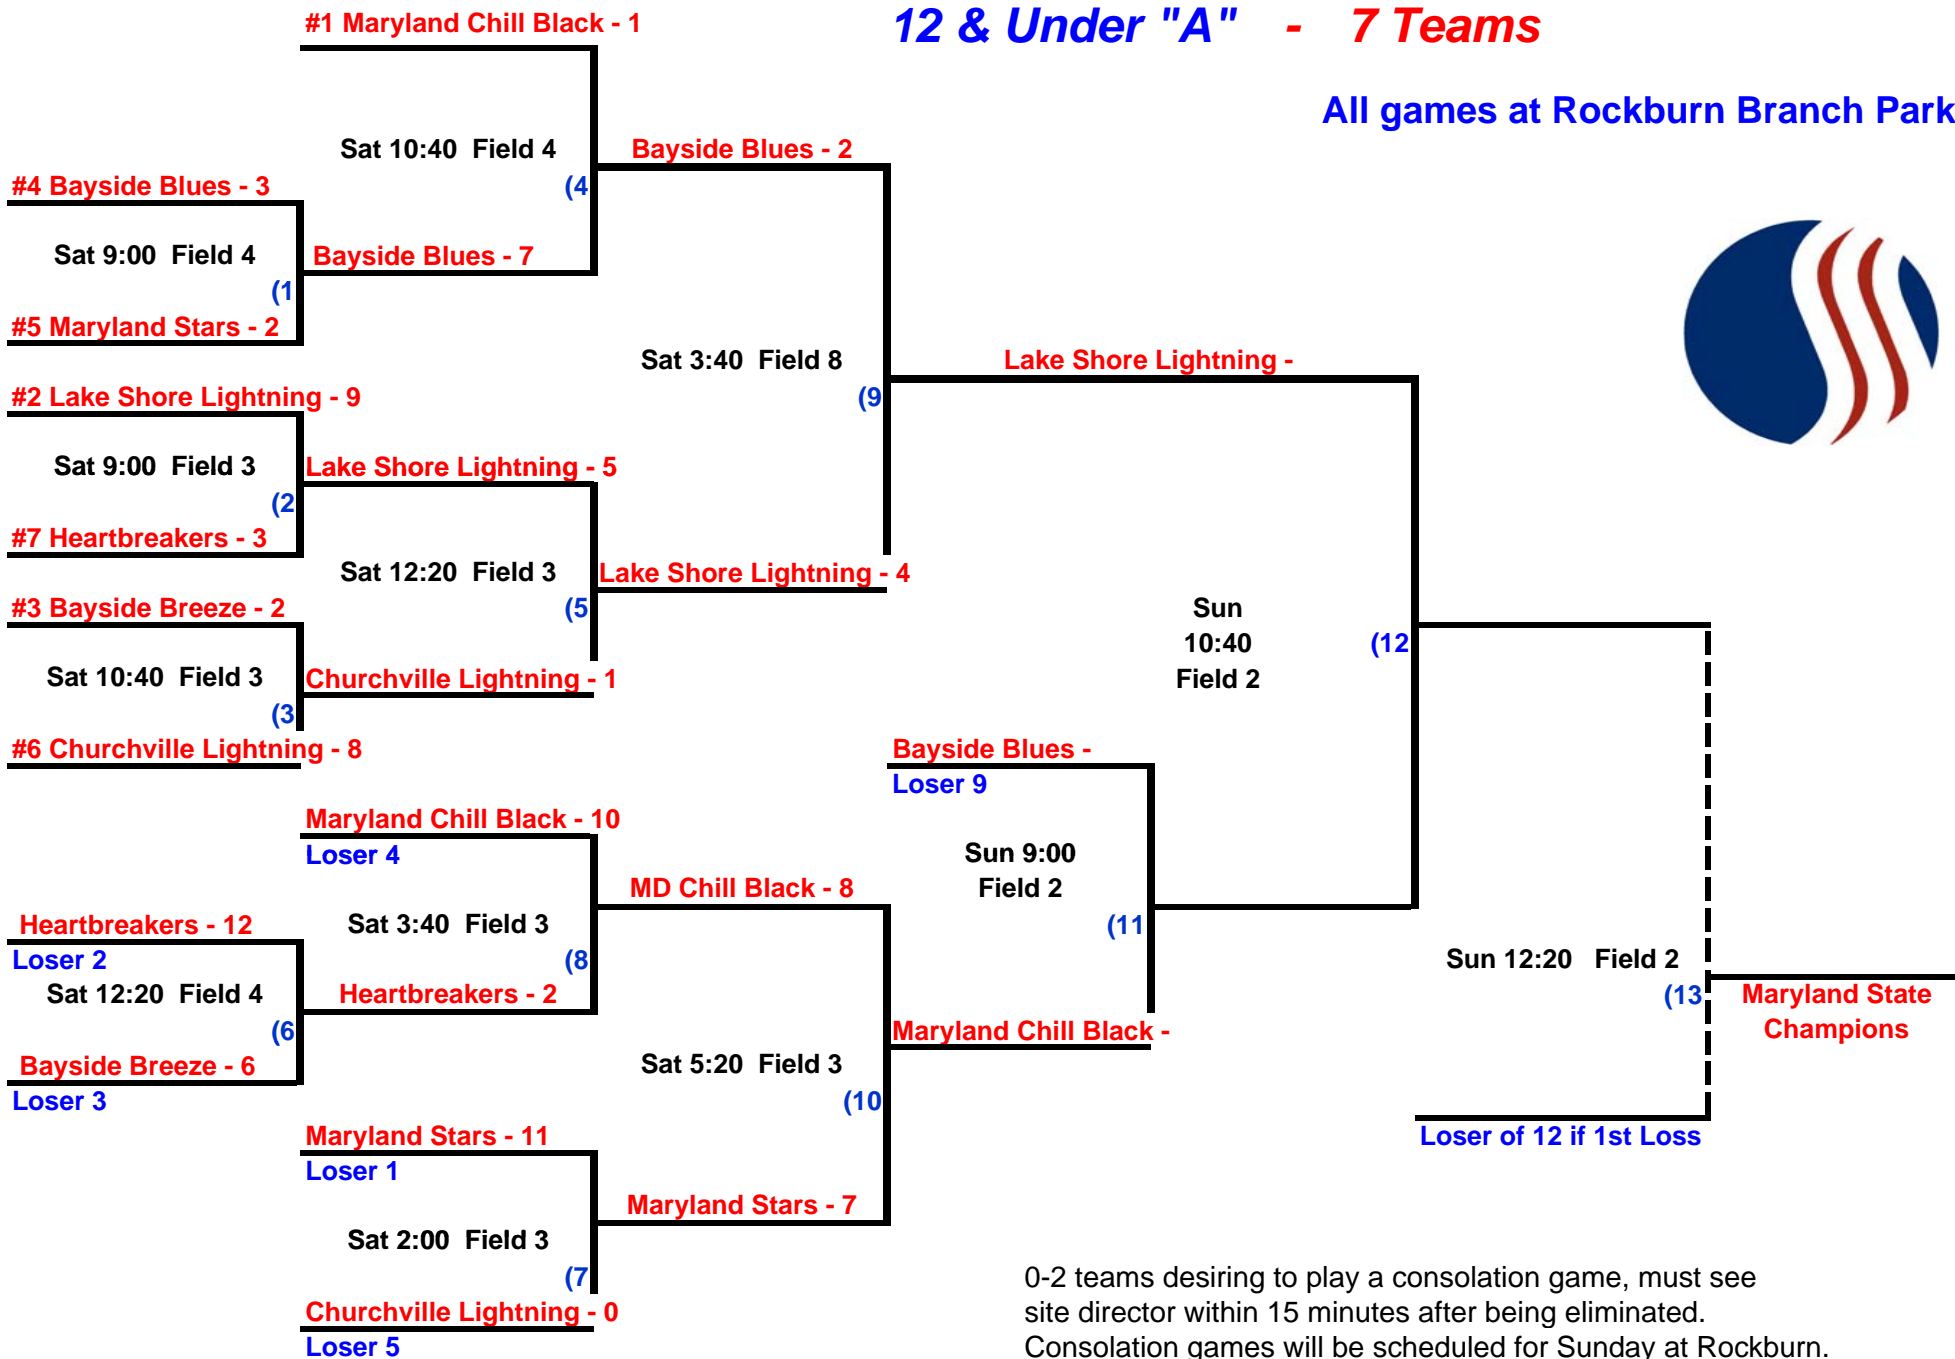 #1 Maryland Chill Black - 1
12 & Under "A" - 7 Teams
All games at Rockburn Branch Park
Sat 10:40 Field 4
(4
Bayside Blues - 2
#4 Bayside Blues - 3
Sat 9:00 Field 4
(1
Bayside Blues - 7
#5 Maryland Stars - 2
Sat 3:40 Field 8
(9
Lake Shore Lightning -
#2 Lake Shore Lightning - 9
Sat 9:00 Field 3
(2
Lake Shore Lightning - 5
#7 Heartbreakers - 3
Sat 12:20 Field 3
(5
Lake Shore Lightning - 4
#3 Bayside Breeze - 2
Sat 10:40 Field 3
(3
Churchville Lightning - 1
#6 Churchville Lightning - 8
Sun
10:40
Field 2
(12
Bayside Blues -
Loser 9
Maryland Chill Black - 10
Loser 4
Sun 9:00
Field 2
(11
MD Chill Black - 8
Heartbreakers - 12
Loser 2
Sat 3:40 Field 3
(8
Sat 12:20 Field 4
(6
Heartbreakers - 2
Sun 12:20 Field 2
(13
Maryland State
Champions
Maryland Chill Black -
Bayside Breeze - 6
Loser 3
Sat 5:20 Field 3
(10
Maryland Stars - 11
Loser 1
Loser of 12 if 1st Loss
Maryland Stars - 7
Sat 2:00 Field 3
(7
Churchville Lightning - 0
Loser 5
0-2 teams desiring to play a consolation game, must see
site director within 15 minutes after being eliminated.
Consolation games will be scheduled for Sunday at Rockburn.